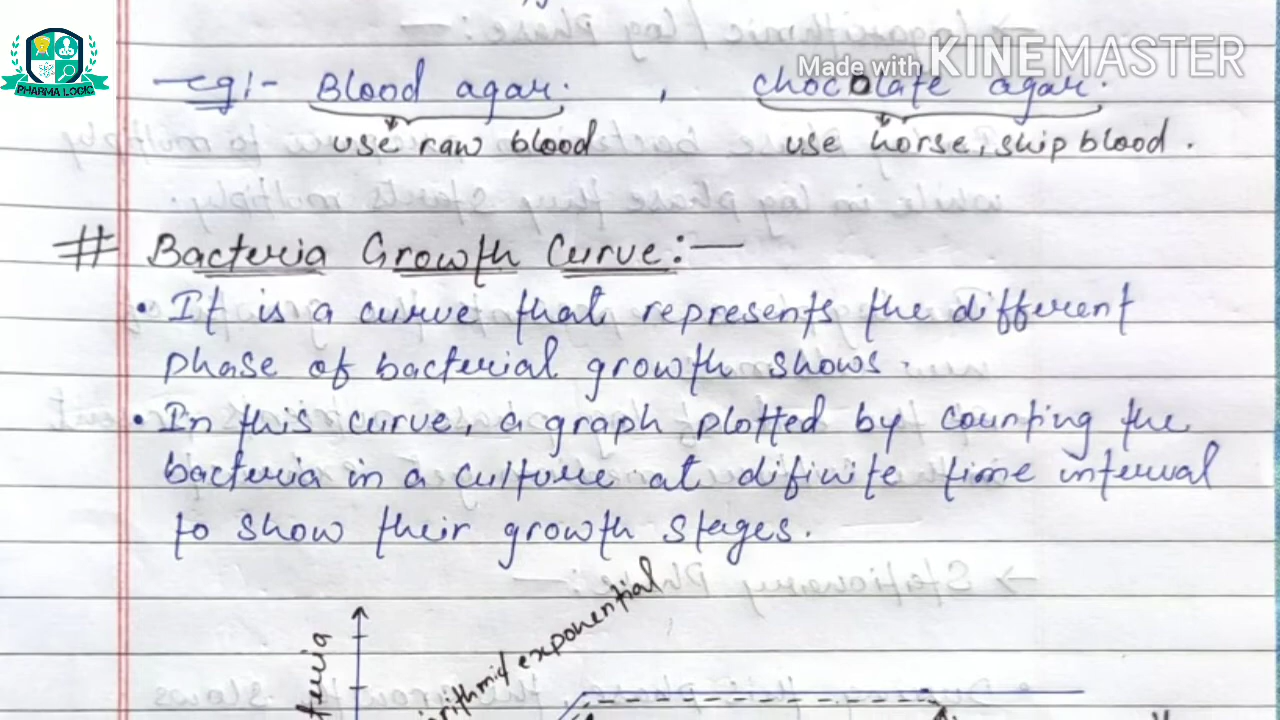 Made with KINEMASTER
PHARMA LOGIC
eg:- Blood agar. , chocolate agar.
use raw blood use horse, ship blood.
# Bacteria Growth Curve:—
• It is a curve that represents the different
phase of bacterial growth shows.
• In this curve, a graph plotted by counting the
bacteria in a culture at difinite time interval
to show their growth stages.
exponential